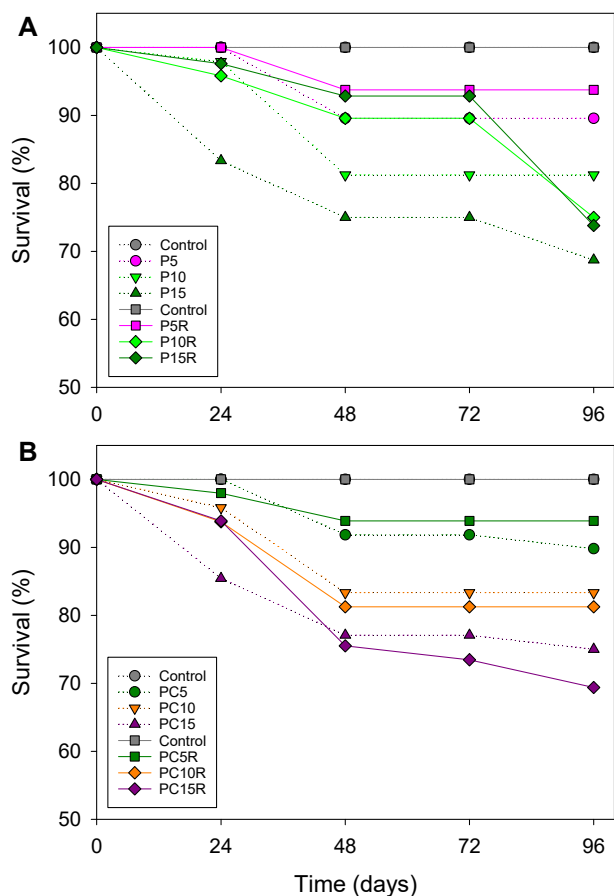 A
100
90
80
70
60
50
Survival (%)
Control
P5
P10
P15
Control
P5R
P10R
P15R
0 24 48 72 96
B
100
90
80
70
60
50
Survival (%)
Control
PC5
PC10
PC15
Control
PC5R
PC10R
PC15R
0 24 48 72 96
Time (days)